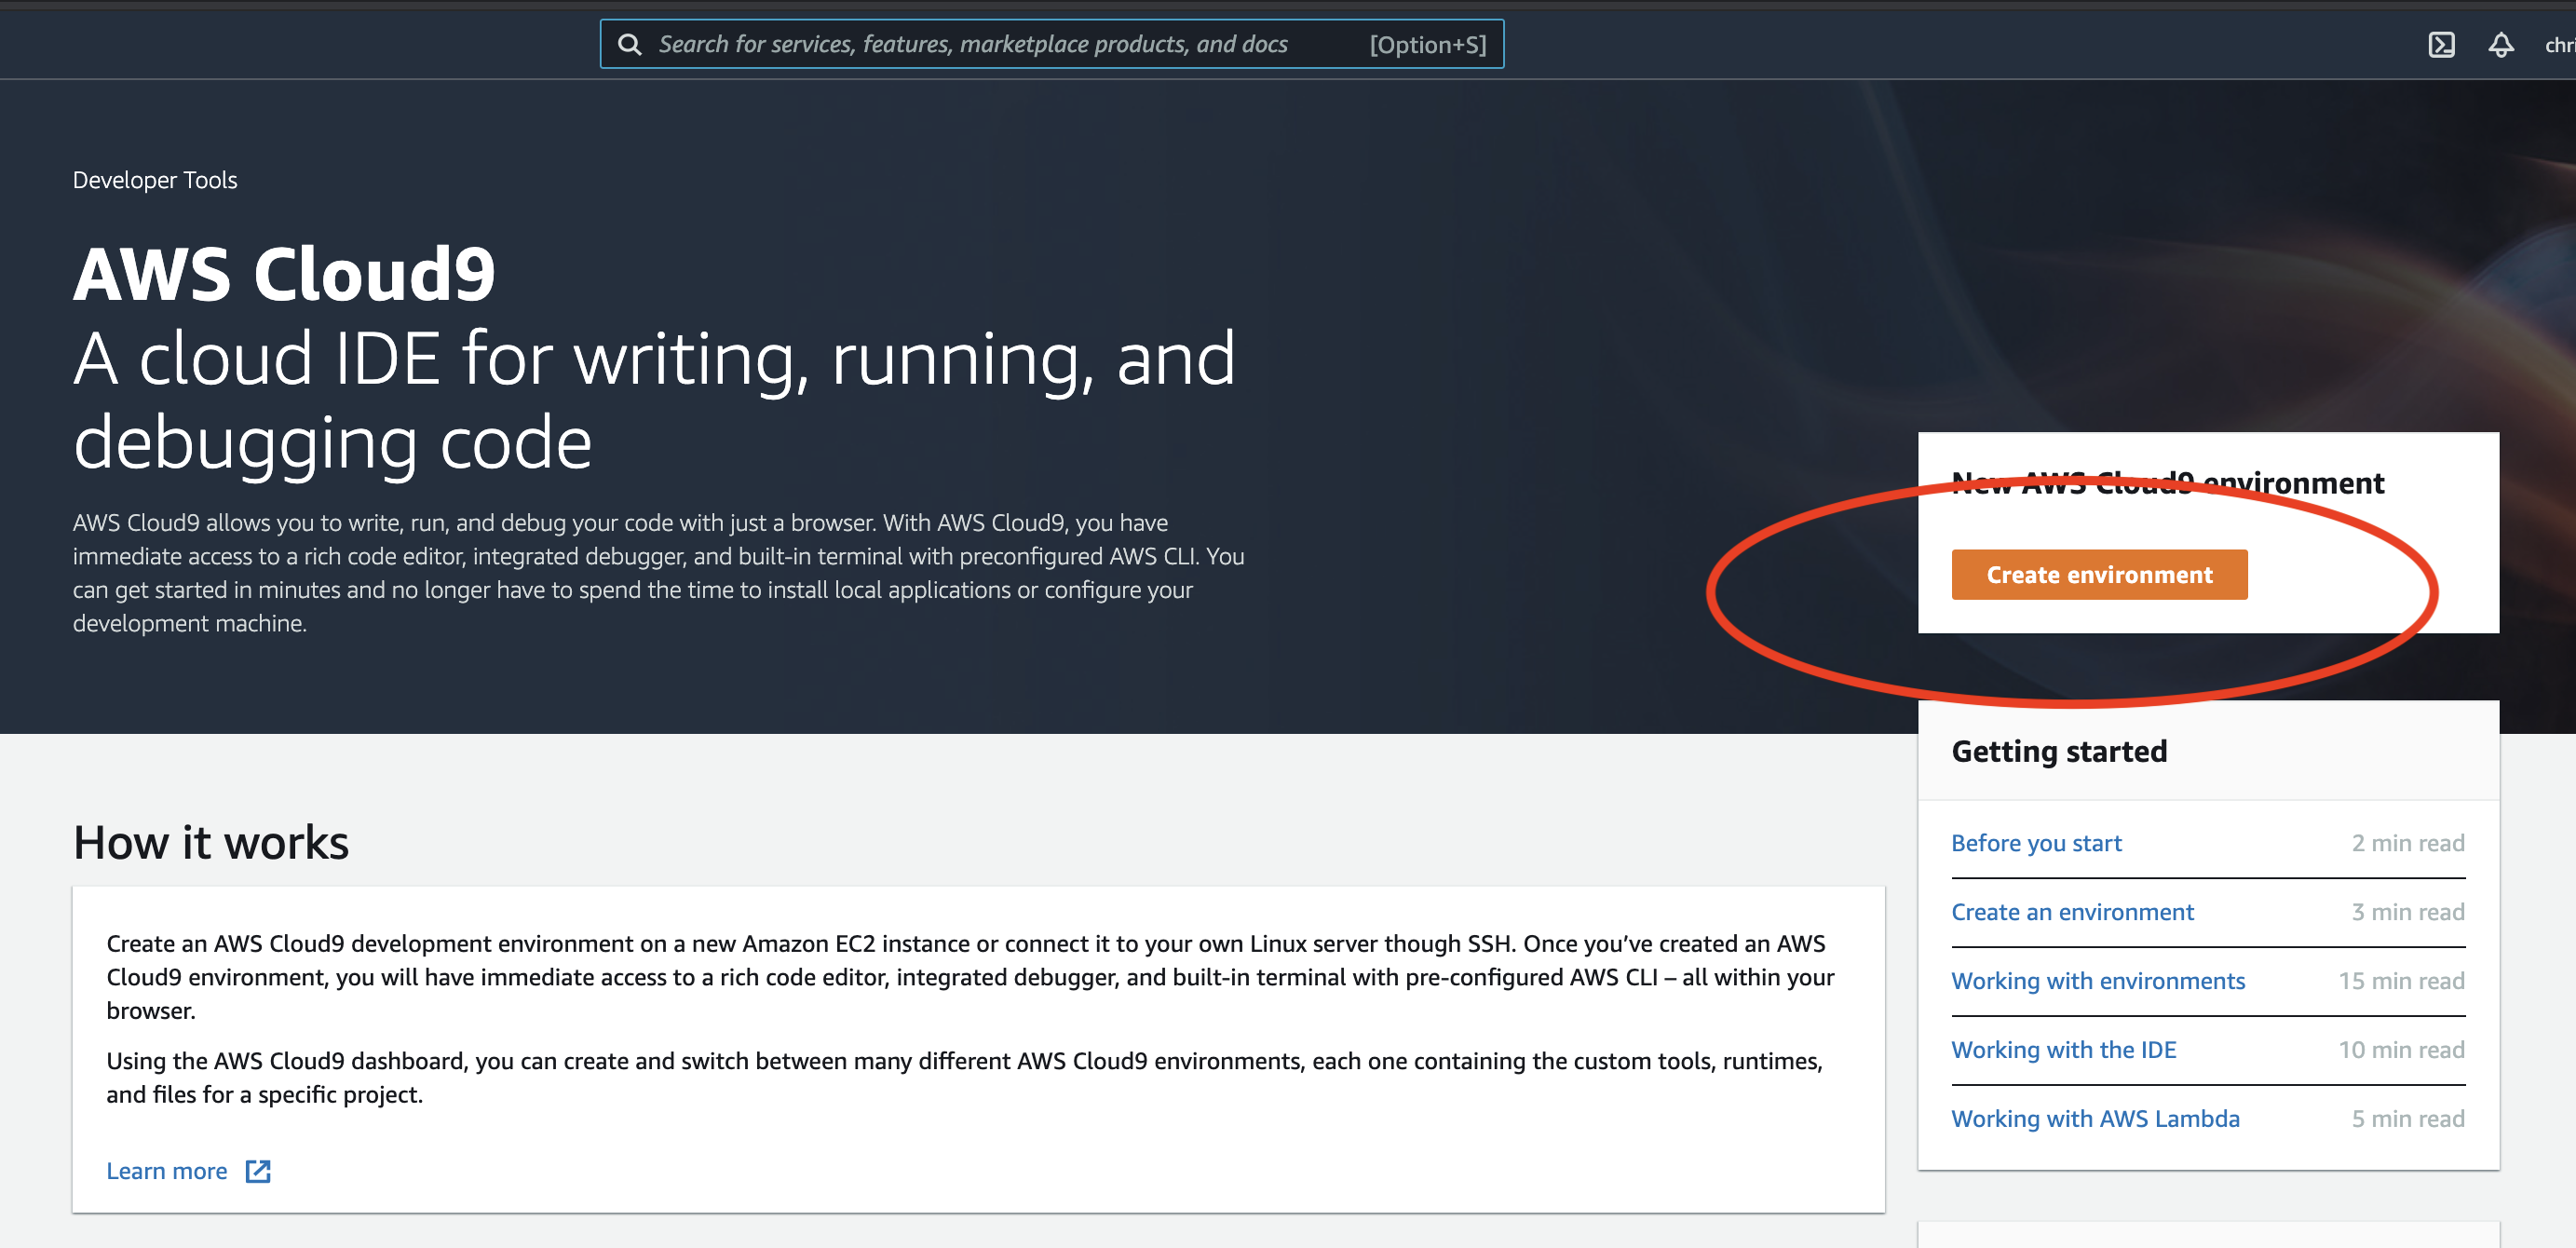 Search for services, features, marketplace products, and docs [Option+S]
chri
Developer Tools
AWS Cloud9
A cloud IDE for writing, running, and
debugging code
AWS Cloud9 allows you to write, run, and debug your code with just a browser. With AWS Cloud9, you have
immediate access to a rich code editor, integrated debugger, and built-in terminal with preconfigured AWS CLI. You
can get started in minutes and no longer have to spend the time to install local applications or configure your
development machine.
New AWS Cloud9 environment
Create environment
How it works
Create an AWS Cloud9 development environment on a new Amazon EC2 instance or connect it to your own Linux server though SSH. Once you’ve created an AWS
Cloud9 environment, you will have immediate access to a rich code editor, integrated debugger, and built-in terminal with pre-configured AWS CLI – all within your
browser.
Using the AWS Cloud9 dashboard, you can create and switch between many different AWS Cloud9 environments, each one containing the custom tools, runtimes,
and files for a specific project.
Learn more
Getting started
Before you start 2 min read
Create an environment 3 min read
Working with environments 15 min read
Working with the IDE 10 min read
Working with AWS Lambda 5 min read